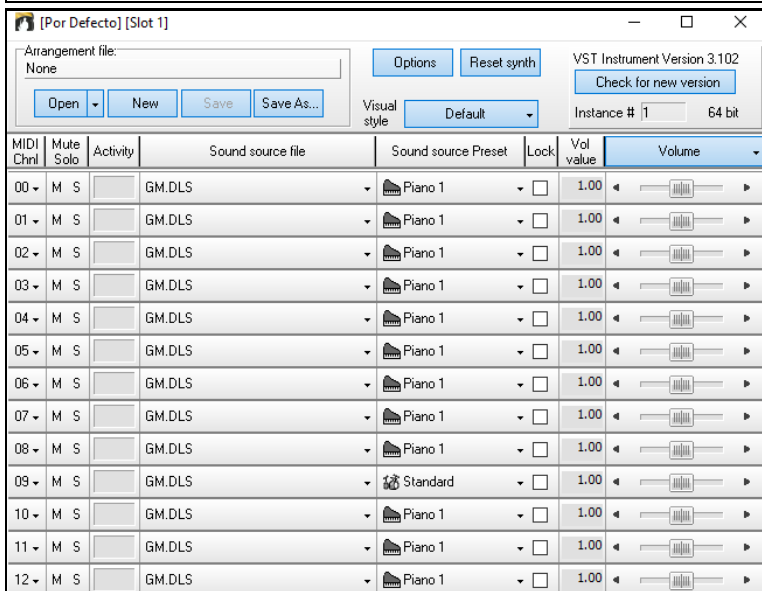 [Por Defecto] [Slot 1]
Arrangement file:
None
Open New Save Save As...
Options Reset synth
Visual style Default
VST Instrument Version 3.102
Check for new version
Instance # 1 64 bit
MIDI Chnl Mute Solo Activity Sound source file Sound source Preset Lock Vol value Volume
00 M S GM.DLS Piano 1 1.00
01 M S GM.DLS Piano 1 1.00
02 M S GM.DLS Piano 1 1.00
03 M S GM.DLS Piano 1 1.00
04 M S GM.DLS Piano 1 1.00
05 M S GM.DLS Piano 1 1.00
06 M S GM.DLS Piano 1 1.00
07 M S GM.DLS Piano 1 1.00
08 M S GM.DLS Piano 1 1.00
09 M S GM.DLS Standard 1.00
10 M S GM.DLS Piano 1 1.00
11 M S GM.DLS Piano 1 1.00
12 M S GM.DLS Piano 1 1.00